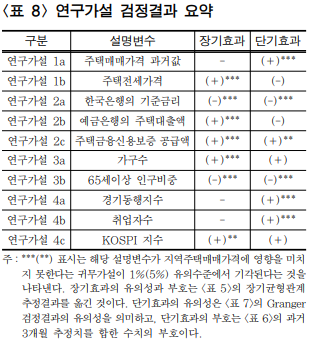 <표 8> 연구가설 검정결과 요약
구분 설명변수 장기효과 단기효과
연구가설 1a 주택매매가격 과거값 - (+)***
연구가설 1b 주택전세가격 (+)*** (-)
연구가설 2a 한국은행의 기준금리 (-)*** (-)***
연구가설 2b 예금은행의 주택대출액 (+)*** (-)
연구가설 2c 주택금융신용보증 공급액 (+)*** (+)**
연구가설 3a 가구수 (+)*** (+)
연구가설 3b 65세이상 인구비중 (-)*** (-)***
연구가설 4a 경기동행지수 - (+)***
연구가설 4b 취업자수 - (+)***
연구가설 4c KOSPI 지수 (+)** (+)
주 : ***(**) 표시는 해당 설명변수가 지역주택매매가격에 영향을 미치
지 못한다는 귀무가설이 1%(5%) 유의수준에서 기각된다는 것을
나타낸다. 장기효과의 유의성과 부호는 <표 5>의 장기균형관계
추정결과를 옮긴 것이다. 단기효과의 유의성은 <표 7>의 Granger
검정결과의 유의성을 의미하고, 단기효과의 부호는 <표 6>의 과거
3개월 추정치를 합한 수치의 부호이다.